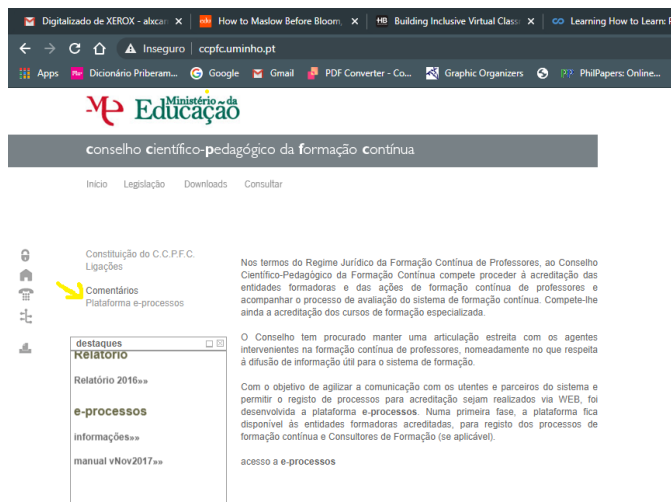 Digitalizado de XEROX - alxcan
How to Maslow Before Bloom,
Building Inclusive Virtual Class
Learning How to Learn: P
Inseguro | ccpfc.uminho.pt
Apps
Dicionário Priberam...
Google
Gmail
PDF Converter - Co...
Graphic Organizers
PhilPapers: Online...
Ministério da
Educação
conselho científico-pedagógico da formação contínua
Início Legislação Downloads Consultar
Constituição do C.C.P.F.C.
Ligações
Comentários
Plataforma e-processos
destaques
Relatório
Relatório 2016»»
e-processos
informações»»
manual vNov2017»»
Nos termos do Regime Jurídico da Formação Contínua de Professores, ao Conselho
Científico-Pedagógico da Formação Contínua compete proceder á acreditação das
entidades formadoras e das ações de formação contínua de professores e
acompanhar o processo de avaliação do sistema de formação contínua. Compete-lhe
ainda a acreditação dos cursos de formação especializada.
O Conselho tem procurado manter uma articulação estreita com os agentes
intervenientes na formação contínua de professores, nomeadamente no que respeita
á difusão de informação útil para o sistema de formação.
Com o objetivo de agilizar a comunicação com os utentes e parceiros do sistema e
permitir o registo de processos para acreditação sejam realizados via WEB, foi
desenvolvida a plataforma e-processos. Numa primeira fase, a plataforma fica
disponível ás entidades formadoras acreditadas, para registo dos processos de
formação contínua e Consultores de Formação (se aplicável).
acesso a e-processos